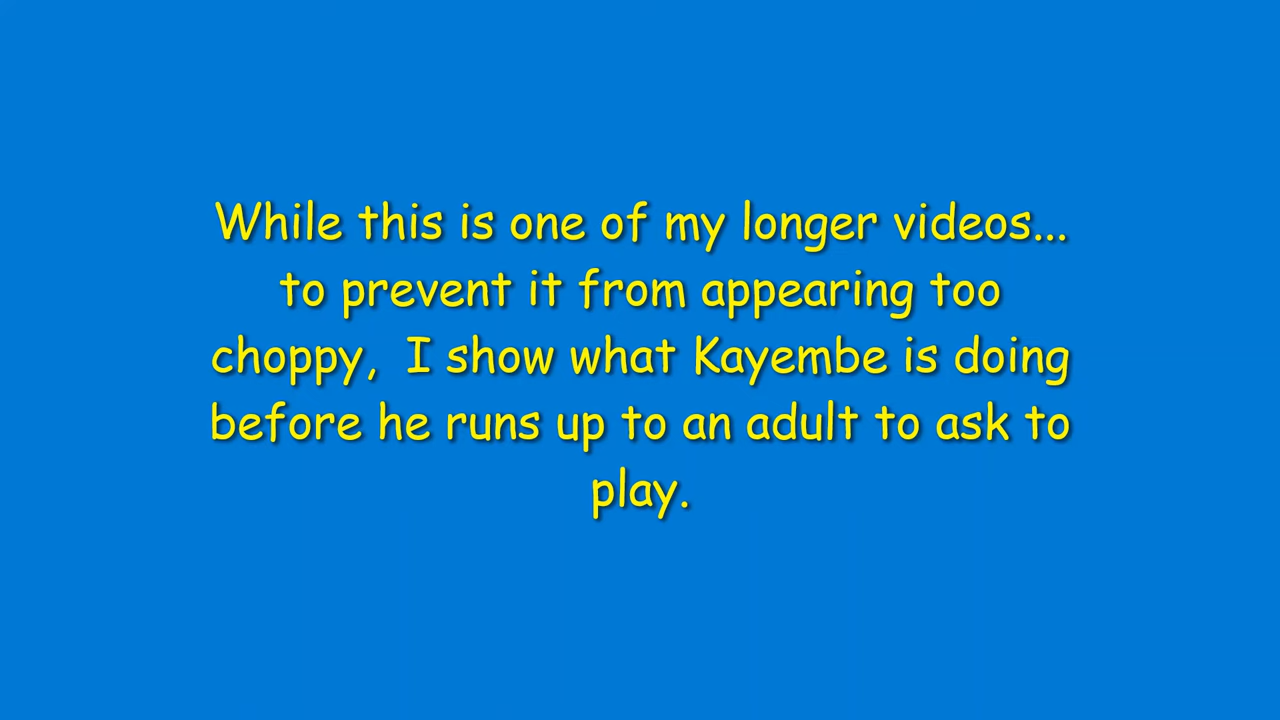 While this is one of my longer videos...
to prevent it from appearing too
choppy,  I show what Kayembe is doing
before he runs up to an adult to ask to
play.